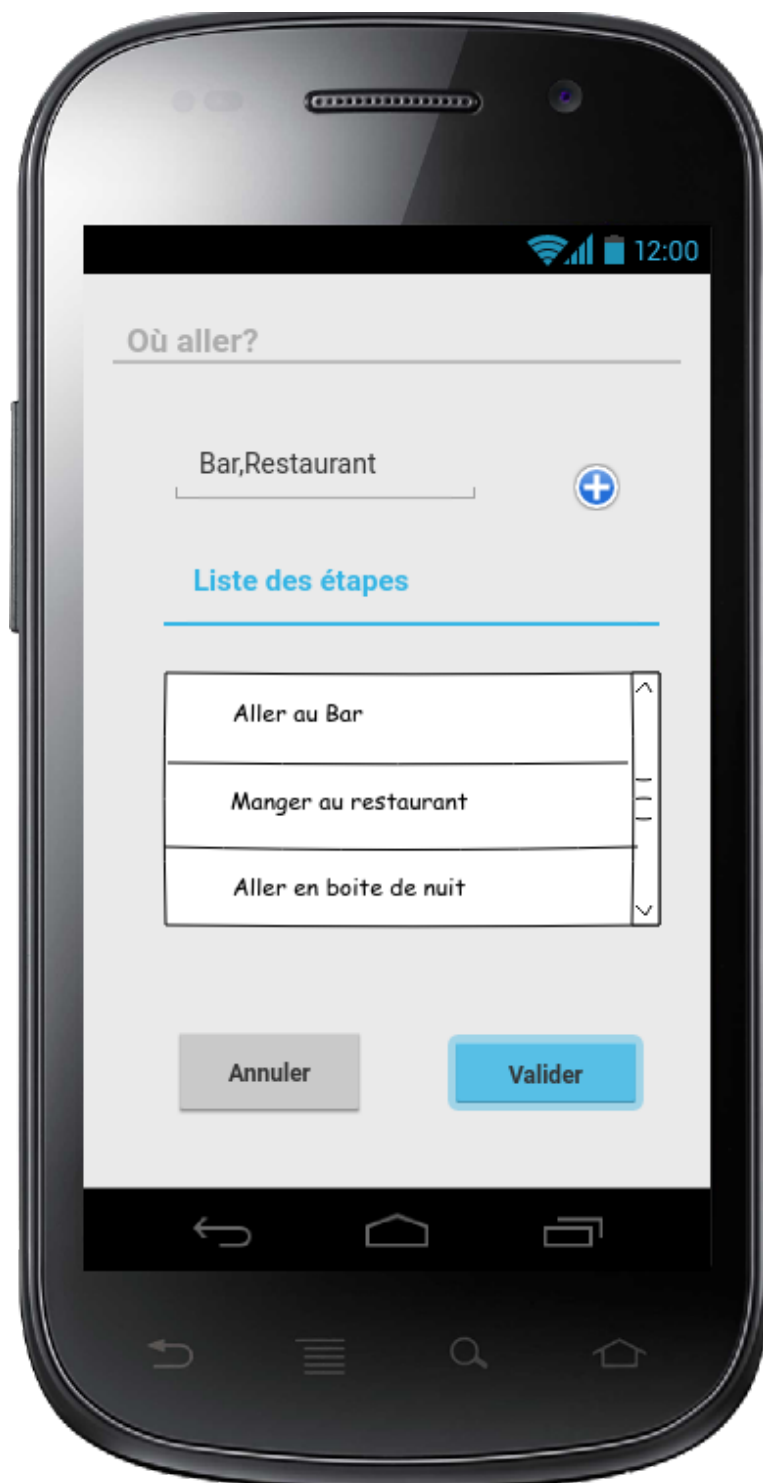 12:00
Où aller?
Bar,Restaurant
Liste des étapes
Aller au Bar
Manger au restaurant
Aller en boite de nuit
Annuler
Valider